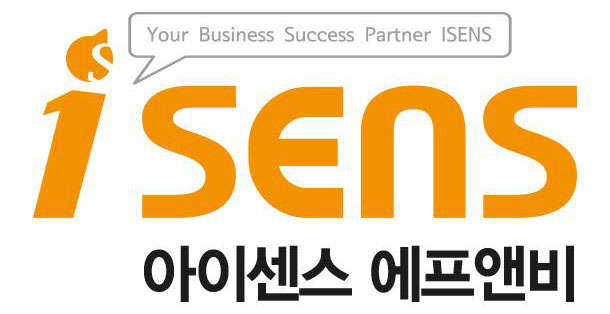 Your Business Success Partner ISENS
iSENS
아이센스 에프앤비